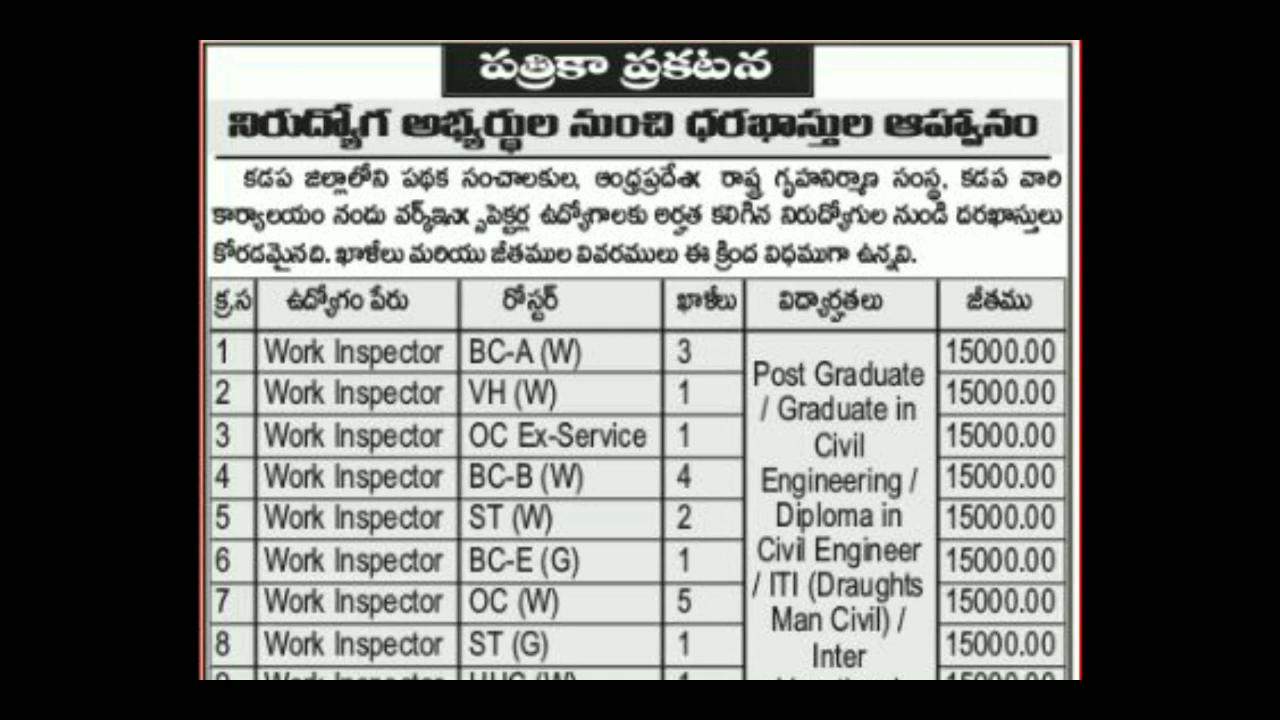 పత్రికా ప్రకటన
నిరుద్యోగ అభ్యర్థుల నుంచి ధరఖాస్తుల ఆహ్వానం
కడప జిల్లాలోని పథక సంచాలకుల, ఆంధ్రప్రదేశ్ రాష్ట్ర గృహనిర్మాణ సంస్థ, కడప వారి
కార్యాలయం నందు ఉద్యోగాలకు అర్హత కలిగిన నిరుద్యోగుల నుండి దరఖాస్తులు
కోరడమైనది. ఖాళీలు మరియు జీతముల వివరములు ఈ క్రింద విధముగా ఉన్నవి.
క్ర.స ఉద్యోగం పేరు రోస్టర్ ఖాళీలు విద్యార్హతలు జీతము
1 Work Inspector BC-A (W) 3 15000.00
Post Graduate
2 Work Inspector VH (W) 1 15000.00
/ Graduate in
3 Work Inspector OC Ex-Service 1 15000.00
Civil
4 Work Inspector BC-B (W) 4 15000.00
Engineering /
5 Work Inspector ST (W) 2 15000.00
Diploma in
6 Work Inspector BC-E (G) 1 15000.00
Civil Engineer
/ ITI (Draughts
7 Work Inspector OC (W) 5 15000.00
Man Civil) /
8 Work Inspector ST (G) 1 15000.00
Inter